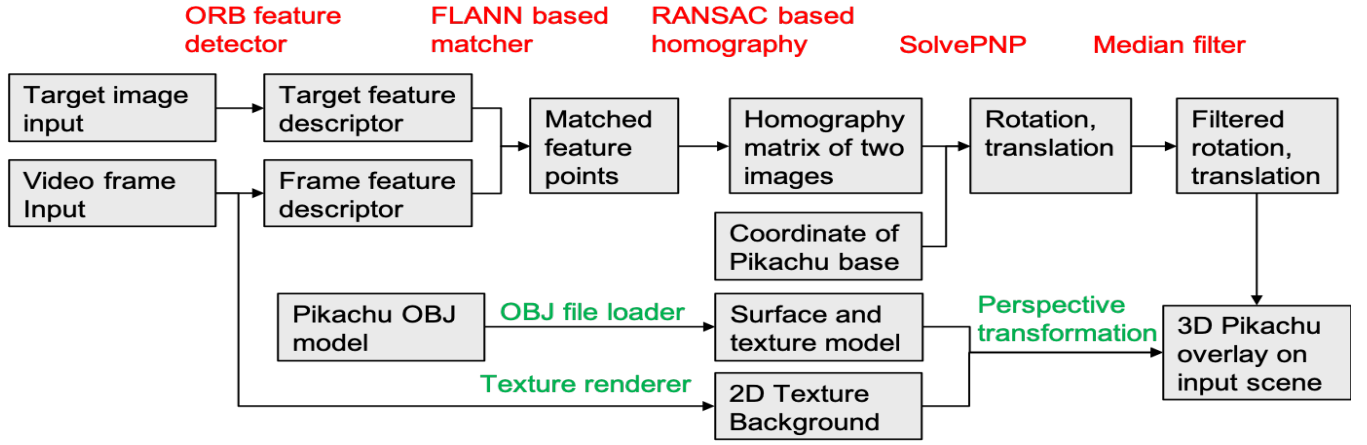 ORB feature
detector
FLANN based
matcher
RANSAC based
homography
SolvePNP
Median filter
Target image
input
Target feature
descriptor
Matched
feature
points
Homography
matrix of two
images
Rotation,
translation
Filtered
rotation,
translation
Video frame
Input
Frame feature
descriptor
Coordinate of
Pikachu base
Pikachu OBJ
model
OBJ file loader
Surface and
texture model
Perspective
transformation
3D Pikachu
overlay on
input scene
Texture renderer
2D Texture
Background